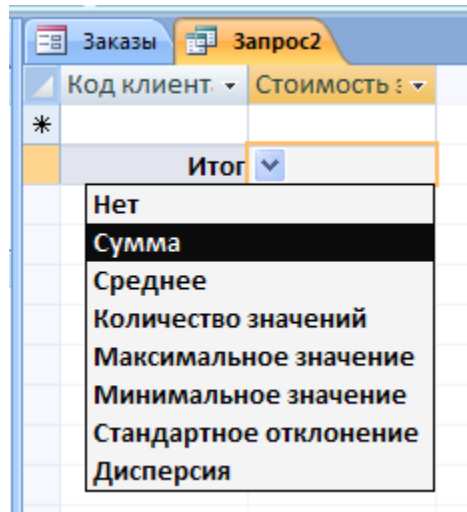 Заказы Запрос2
Код клиент Стоимость з
Итог
Нет
Сумма
Среднее
Количество значений
Максимальное значение
Минимальное значение
Стандартное отклонение
Дисперсия